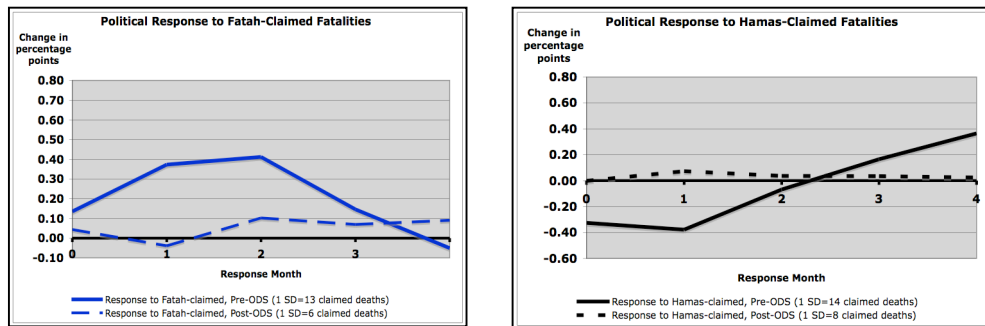 Political Response to Fatah-Claimed Fatalities
Change in
percentage
points
0.80
0.70
0.60
0.50
0.40
0.30
0.20
0.10
0.00
-0.10
0
1
2
3
Response Month
Response to Fatah-claimed, Pre-ODS (1 SD=13 claimed deaths)
Response to Fatah-claimed, Post-ODS (1 SD=6 claimed deaths)
Political Response to Hamas-Claimed Fatalities
Change in
percentage
points
0.80
0.60
0.40
0.20
0.00
-0.20
-0.40
-0.60
0
1
2
3
4
Response Month
Response to Hamas-claimed, Pre-ODS (1 SD=14 claimed deaths)
Response to Hamas-claimed, Post-ODS (1 SD=8 claimed deaths)